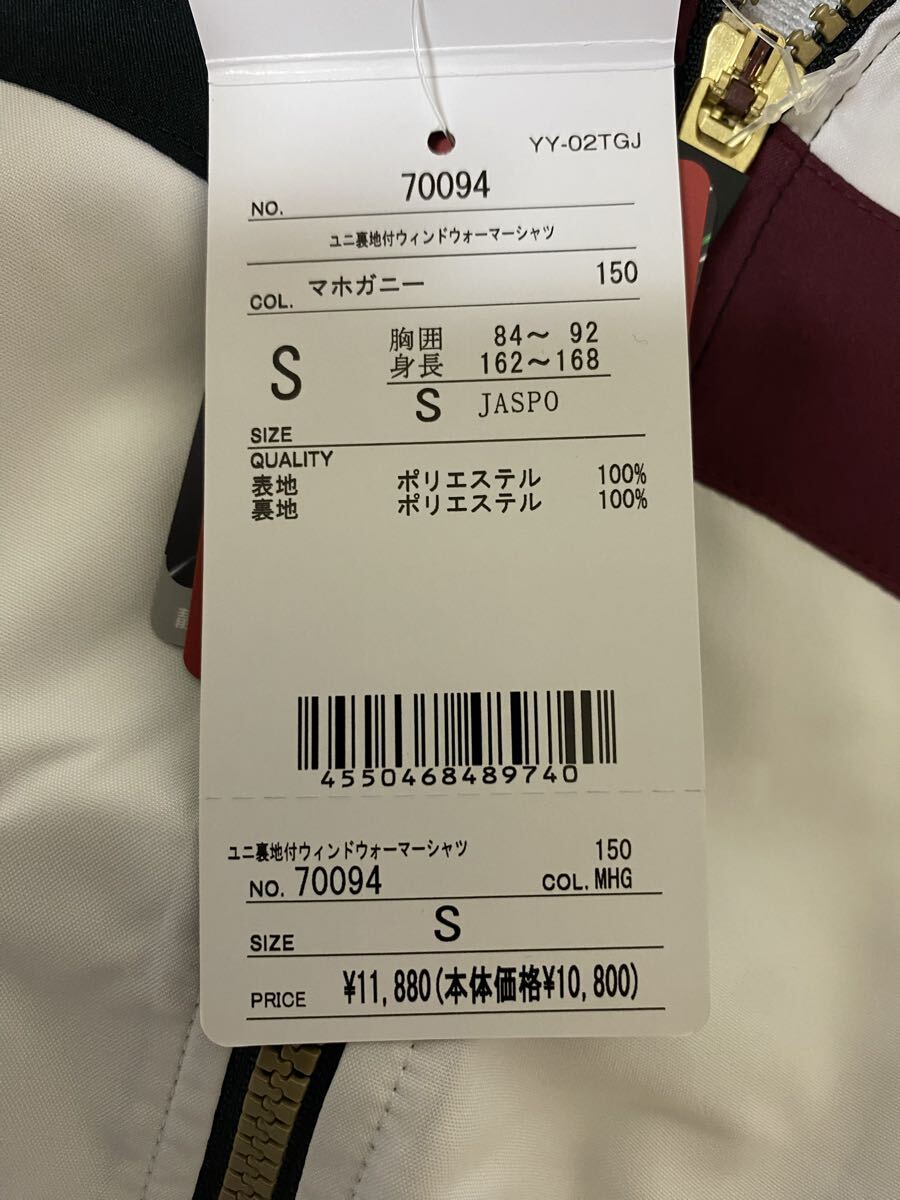 YY-02TGJ
NO. 70094
ユニ裏地付ウィンドウォーマーシャツ
COL. マホガニー 150
S 胸囲 84～ 92
身長 162～168
S JASPO
SIZE
QUALITY
表地 ポリエステル 100%
裏地 ポリエステル 100%
4550468489740
ユニ裏地付ウィンドウォーマーシャツ 150
NO. 70094 COL. MHG
SIZE S
PRICE ¥11,880(本体価格¥10,800)